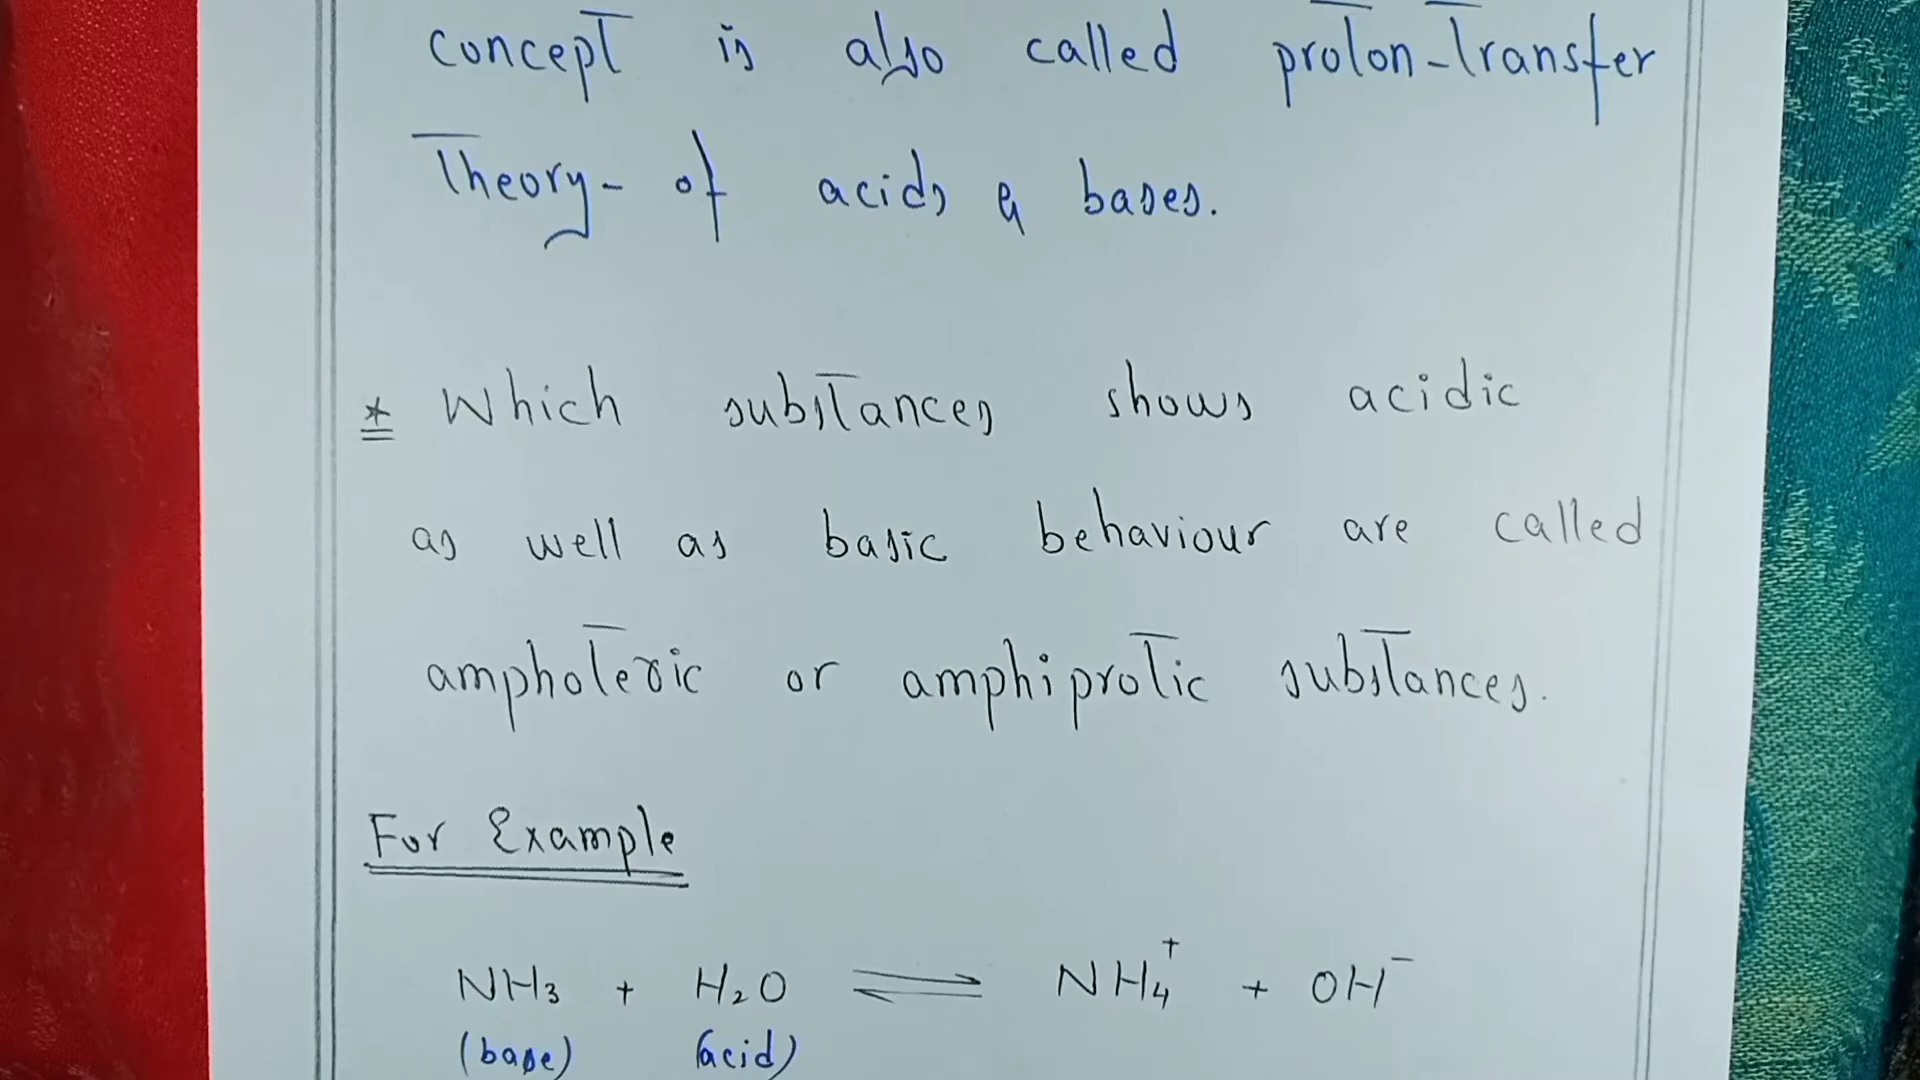 concept is also called proton-Transfer
Theory- of acids & bases.
* Which substances shows acidic
as well as basic behaviour are called
amphoteric or amphiprotic substances.
For Example
NH₃ + H₂O ⇌ NH₄⁺ + OH⁻
(base) (acid)